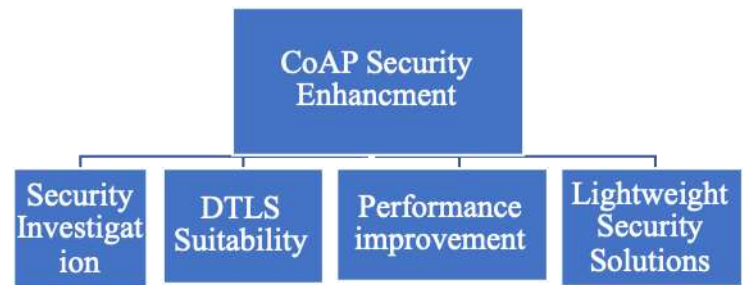 CoAP Security
Enhancment
Security
Investigat
ion
DTLS
Suitability
Performance
improvement
Lightweight
Security
Solutions